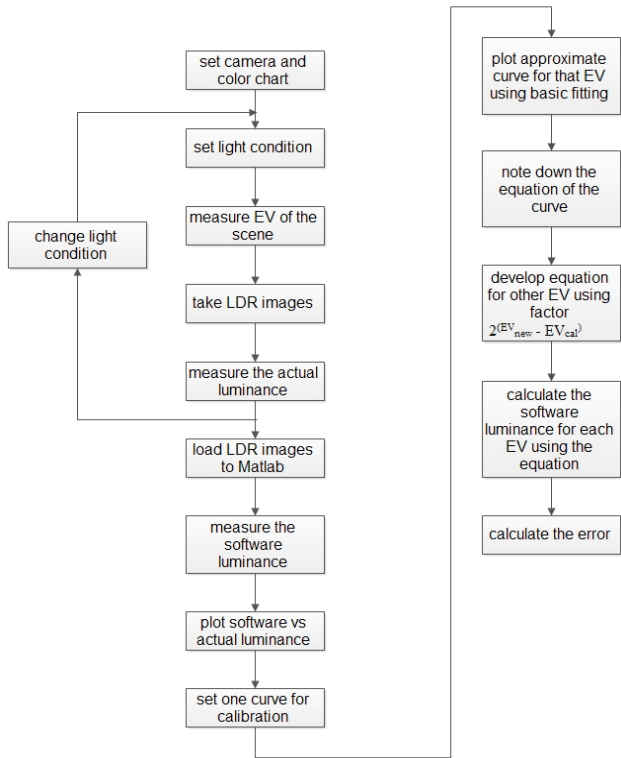 set camera and
color chart
set light condition
measure EV of the
scene
change light
condition
take LDR images
measure the actual
luminance
load LDR images
to Matlab
measure the
software
luminance
plot software vs
actual luminance
set one curve for
calibration
plot approximate
curve for that EV
using basic fitting
note down the
equation of the
curve
develop equation
for other EV using
factor
2^(EV_new - EV_cal)
calculate the
software
luminance for each
EV using the
equation
calculate the error